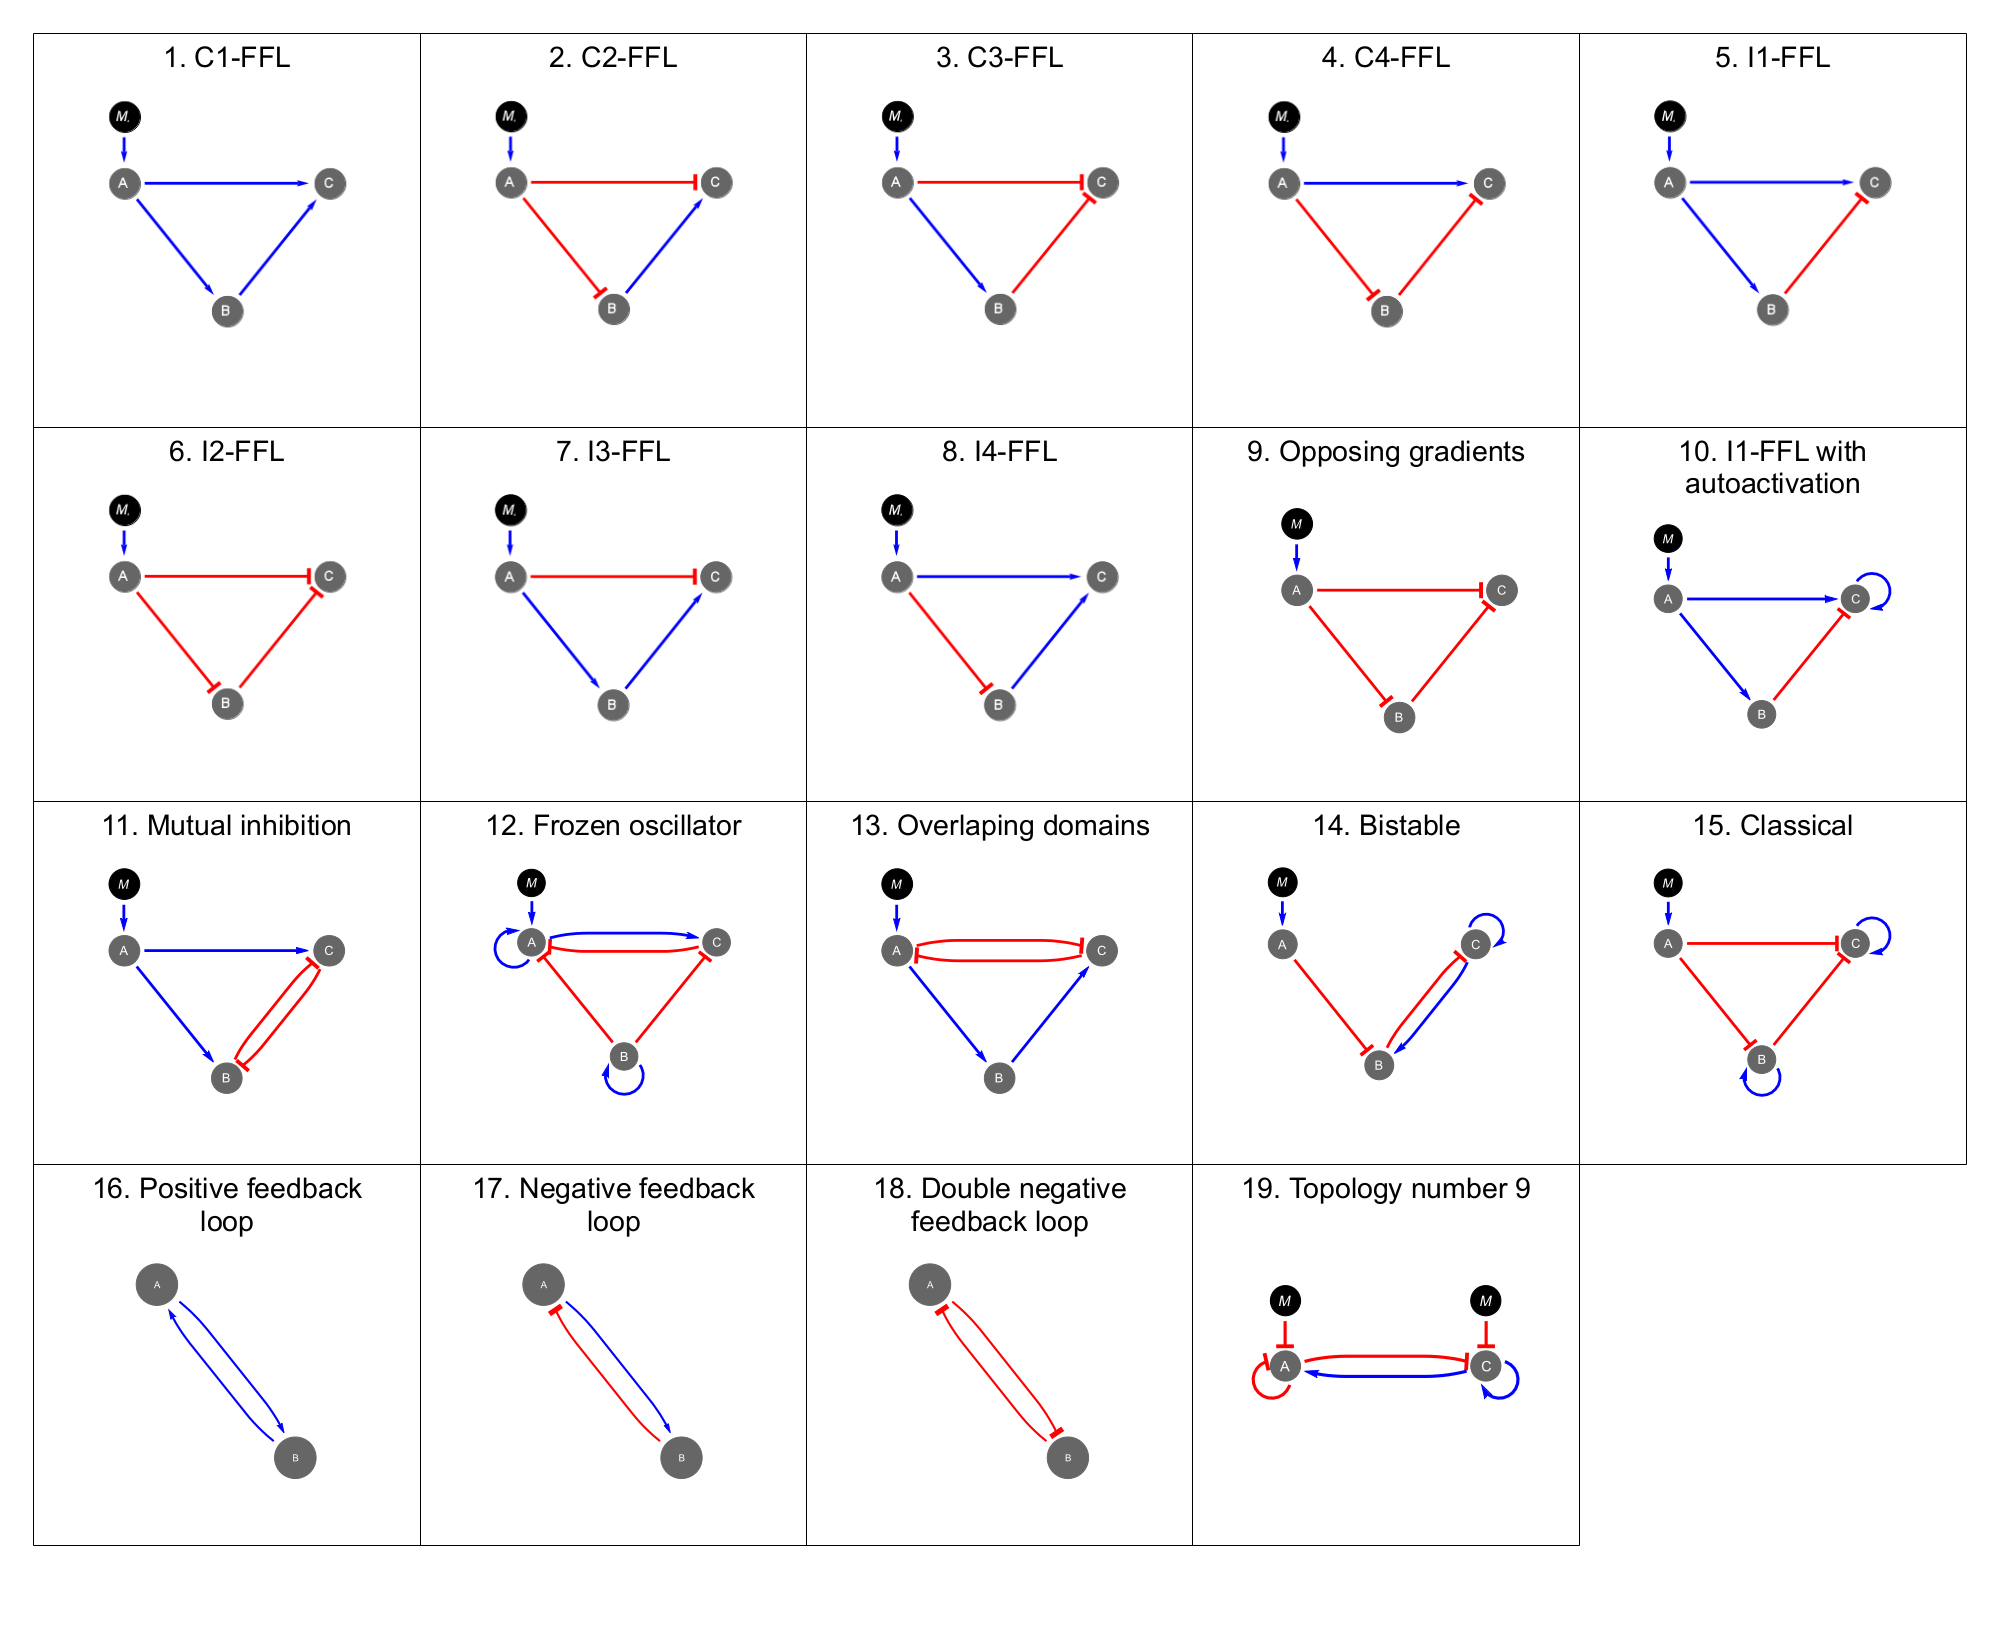 1. C1-FFL
2. C2-FFL
3. C3-FFL
4. C4-FFL
5. I1-FFL
M.
M.
M.
M.
M.
A
C
A
C
A
C
A
C
A
C
B
B
B
B
B
6. I2-FFL
7. I3-FFL
8. I4-FFL
9. Opposing gradients
10. I1-FFL with
autoactivation
M.
M.
M.
M
M
A
C
A
C
A
C
A
C
A
C
B
B
B
B
B
11. Mutual inhibition
12. Frozen oscillator
13. Overlaping domains
14. Bistable
15. Classical
M
M
M
M
M
A
C
A
C
A
C
A
C
A
C
B
B
B
B
B
16. Positive feedback
loop
17. Negative feedback
loop
18. Double negative
feedback loop
19. Topology number 9
A
A
A
M
M
A
C
B
B
B